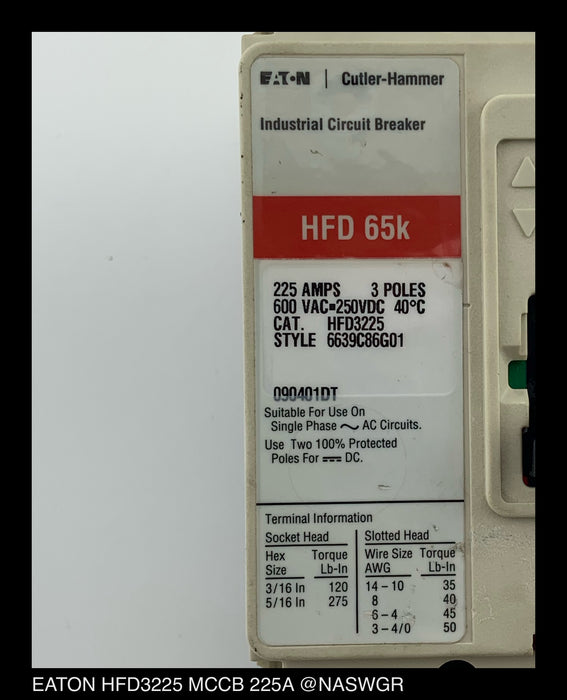 EATON | Cutler-Hammer
Industrial Circuit Breaker
HFD 65k
225 AMPS 3 POLES
600 VAC=250VDC 40°C
CAT. HFD3225
STYLE 6639C86G01
090401DT
Suitable For Use On
Single Phase ~ AC Circuits.
Use Two 100% Protected
Poles For ⎓ DC.
Terminal Information
Socket Head
Hex Torque
Size Lb-In
3/16 In 120
5/16 In 275
Slotted Head
Wire Size Torque
AWG Lb-In
14 – 10 35
8 40
6 – 4 45
3 – 4/0 50
EATON HFD3225 MCCB 225A @NASWGR